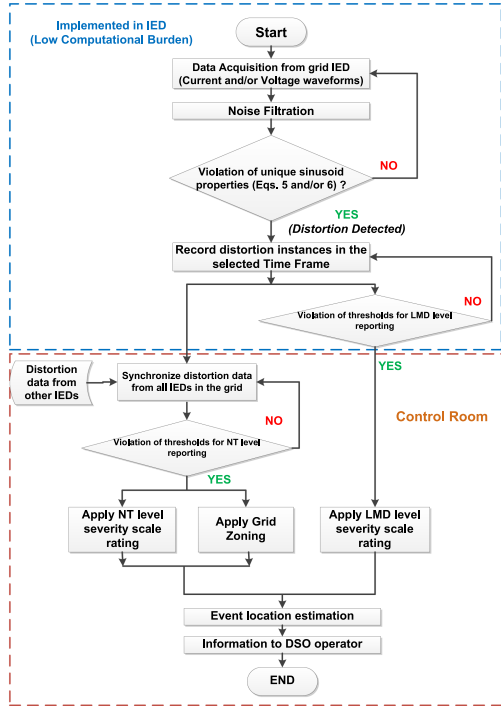 Implemented in IED
(Low Computational Burden)
Start
Data Acquisition from grid IED
(Current and/or Voltage waveforms)
Noise Filtration
Violation of unique sinusoid
properties (Eqs. 5 and/or 6) ?
NO
YES
(Distortion Detected)
Record distortion instances in the
selected Time Frame
Violation of thresholds for LMD level
reporting
NO
YES
Control Room
Distortion
data from
other IEDs
Synchronize distortion data
from all IEDs in the grid
NO
Violation of thresholds for NT level
reporting
YES
Apply NT level
severity scale
rating
Apply Grid
Zoning
Apply LMD level
severity scale
rating
Event location estimation
Information to DSO operator
END